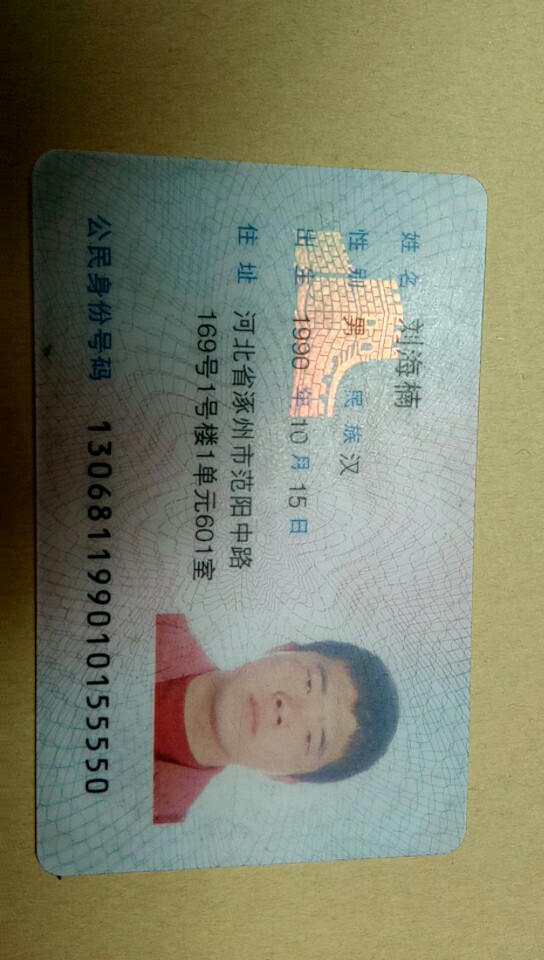 姓名 刘海楠
性别 男 民族 汉
出生 1990 年 10 月 15 日
住址 河北省涿州市范阳中路
169号1号楼1单元601室
公民身份号码 130681199010155550